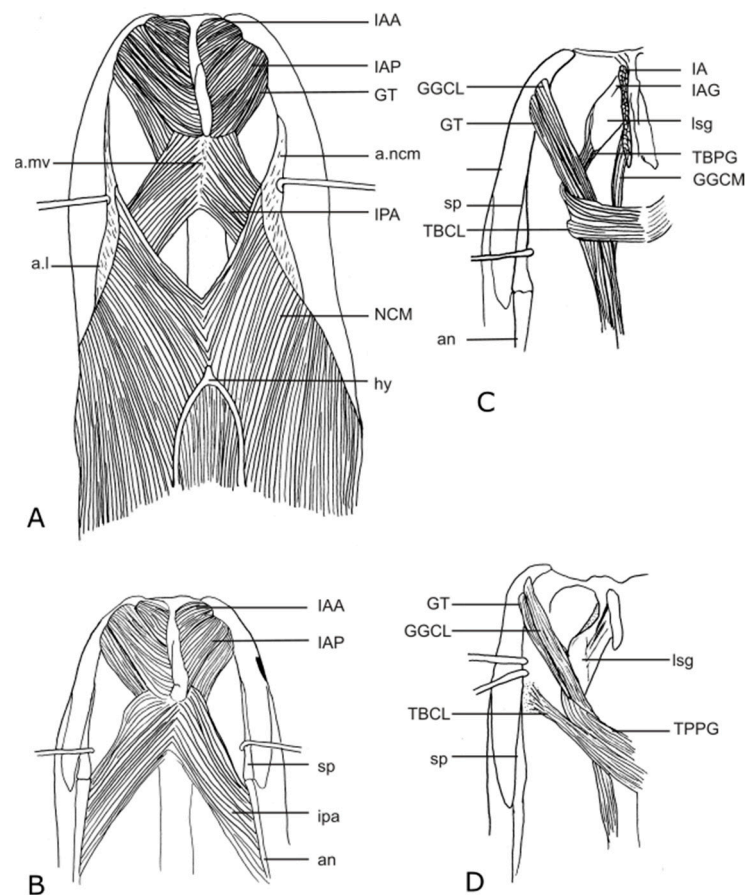 IAA
IAP
GT
a.mv
a.ncm
IPA
a.l
NCM
hy
A
IA
IAG
GGCL
GT
lsg
TBPG
GGCM
sp
TBCL
an
C
IAA
IAP
sp
ipa
an
B
GT
GGCL
lsg
TBCL
TPPG
sp
D